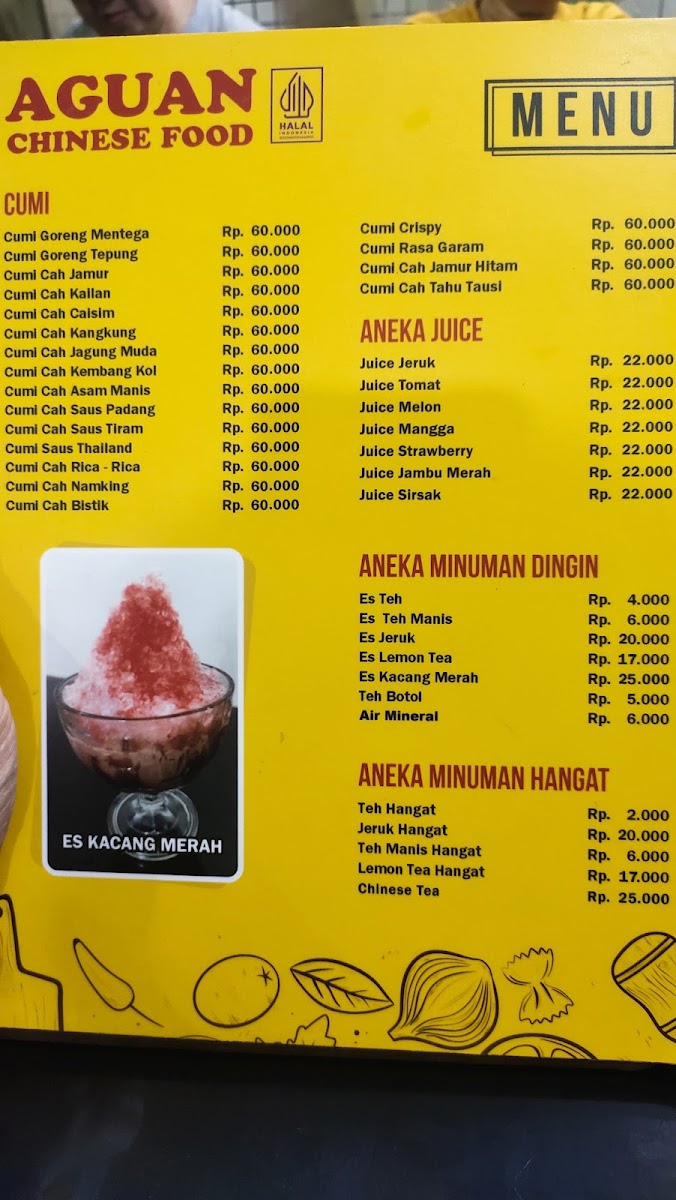 AGUAN
CHINESE FOOD
HALAL
INDONESIA
MENU
CUMI
Cumi Goreng Mentega Rp. 60.000
Cumi Goreng Tepung Rp. 60.000
Cumi Cah Jamur Rp. 60.000
Cumi Cah Kailan Rp. 60.000
Cumi Cah Caisim Rp. 60.000
Cumi Cah Kangkung Rp. 60.000
Cumi Cah Jagung Muda Rp. 60.000
Cumi Cah Kembang Kol Rp. 60.000
Cumi Cah Asam Manis Rp. 60.000
Cumi Cah Saus Padang Rp. 60.000
Cumi Cah Saus Tiram Rp. 60.000
Cumi Saus Thailand Rp. 60.000
Cumi Cah Rica - Rica Rp. 60.000
Cumi Cah Namking Rp. 60.000
Cumi Cah Bistik Rp. 60.000
ES KACANG MERAH
Cumi Crispy Rp. 60.000
Cumi Rasa Garam Rp. 60.000
Cumi Cah Jamur Hitam Rp. 60.000
Cumi Cah Tahu Tausi Rp. 60.000
ANEKA JUICE
Juice Jeruk Rp. 22.000
Juice Tomat Rp. 22.000
Juice Melon Rp. 22.000
Juice Mangga Rp. 22.000
Juice Strawberry Rp. 22.000
Juice Jambu Merah Rp. 22.000
Juice Sirsak Rp. 22.000
ANEKA MINUMAN DINGIN
Es Teh Rp. 4.000
Es Teh Manis Rp. 6.000
Es Jeruk Rp. 20.000
Es Lemon Tea Rp. 17.000
Es Kacang Merah Rp. 25.000
Teh Botol Rp. 5.000
Air Mineral Rp. 6.000
ANEKA MINUMAN HANGAT
Teh Hangat Rp. 2.000
Jeruk Hangat Rp. 20.000
Teh Manis Hangat Rp. 6.000
Lemon Tea Hangat Rp. 17.000
Chinese Tea Rp. 25.000